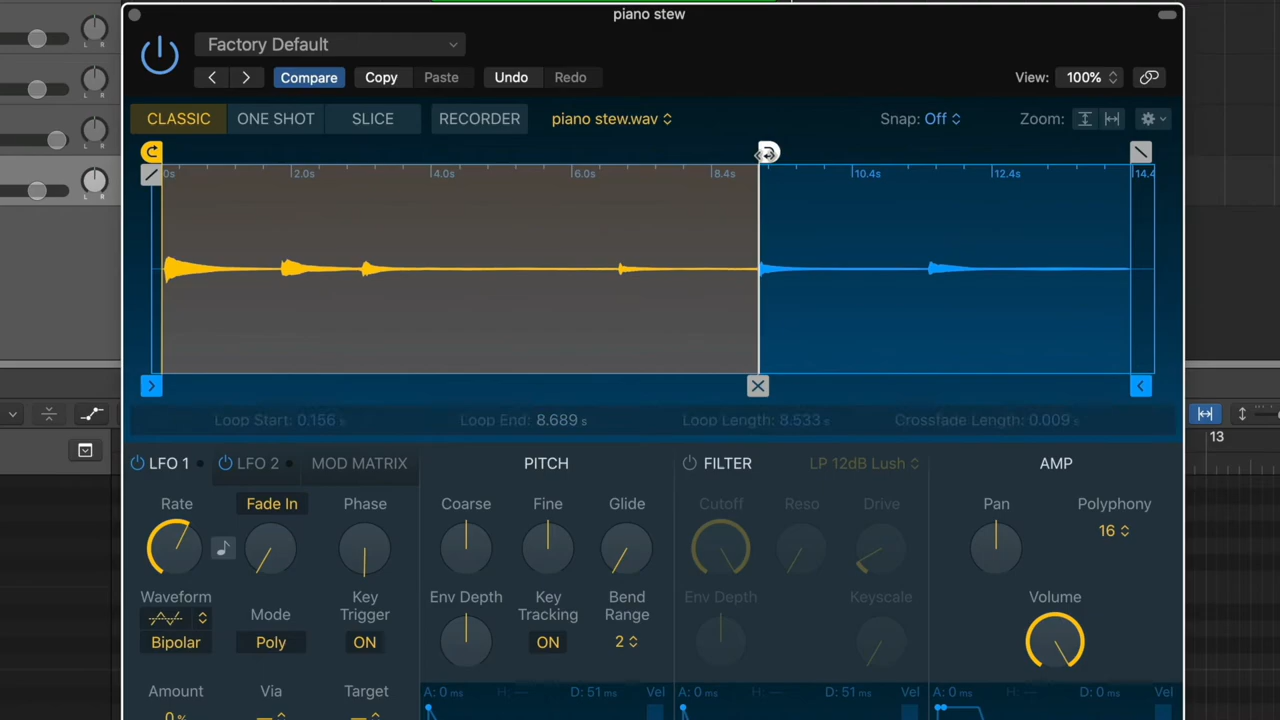 piano stew
Factory Default
Compare Copy Paste Undo Redo View: 100%
CLASSIC ONE SHOT SLICE RECORDER piano stew.wav Snap: Off Zoom:
0s 2.0s 4.0s 6.0s 8.4s 10.4s 12.4s 14.4
Loop Start: 0.156 s Loop End: 8.689 s Loop Length: 8.533 s Crossfade Length: 0.009 s
13
LFO 1 LFO 2 MOD MATRIX PITCH FILTER LP 12dB Lush AMP
Rate Fade In Phase Coarse Fine Glide Cutoff Reso Drive Pan Polyphony
16
Waveform Mode Key Trigger Env Depth Key Tracking Bend Range Env Depth Keyscale Volume
Bipolar Poly ON ON 2
Amount Via Target A: 0 ms H: — D: 51 ms Vel A: 0 ms H: — D: 51 ms Vel A: 0 ms H: — D: 0 ms Vel
0 % — —
L R
L R
L R
L R